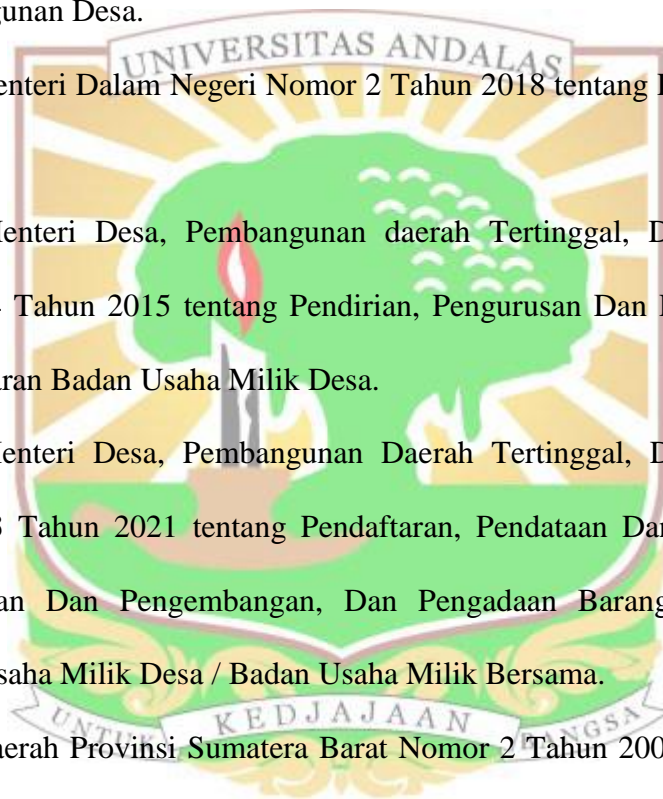 gunan Desa.
UNIVERSITAS ANDALAS
enteri Dalam Negeri Nomor 2 Tahun 2018 tentang
Menteri Desa, Pembangunan daerah Tertinggal, D
Tahun 2015 tentang Pendirian, Pengurusan Dan
aran Badan Usaha Milik Desa.
Menteri Desa, Pembangunan Daerah Tertinggal, D
3 Tahun 2021 tentang Pendaftaran, Pendataan Dan
an Dan Pengembangan, Dan Pengadaan Barang
saha Milik Desa / Badan Usaha Milik Bersama.
UNTUK KEDJAJAAN BANGSA
aerah Provinsi Sumatera Barat Nomor 2 Tahun 200